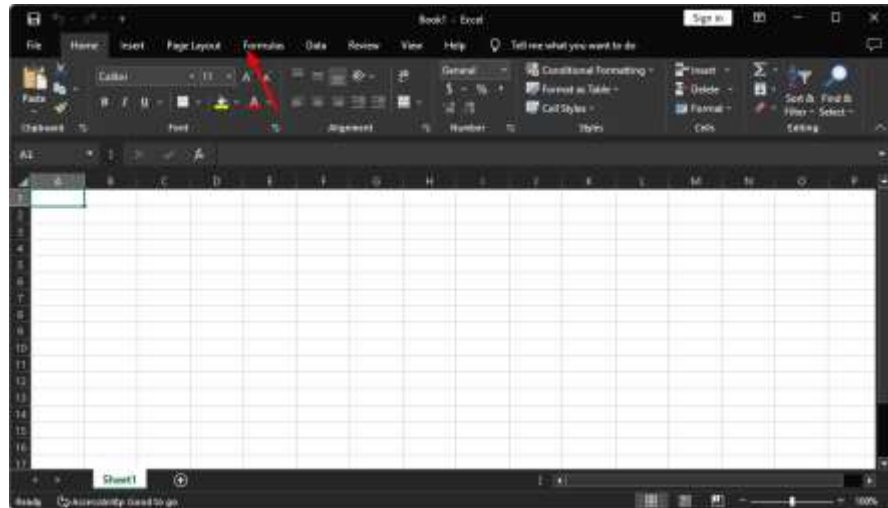 Book1 - Excel
Sign in
File Home Insert Page Layout Formulas Data Review View Help Tell me what you want to do
Paste
Calibri 11
General
Conditional Formatting
Format as Table
Cell Styles
Insert
Delete
Format
Sort & Filter
Find & Select
Clipboard Font Alignment Number Styles Cells Editing
A1
A B C D E F G H I J K L M N O P
1
2
3
4
5
6
7
8
9
10
11
12
13
14
15
16
17
Sheet1
Ready Accessibility: Good to go 100%